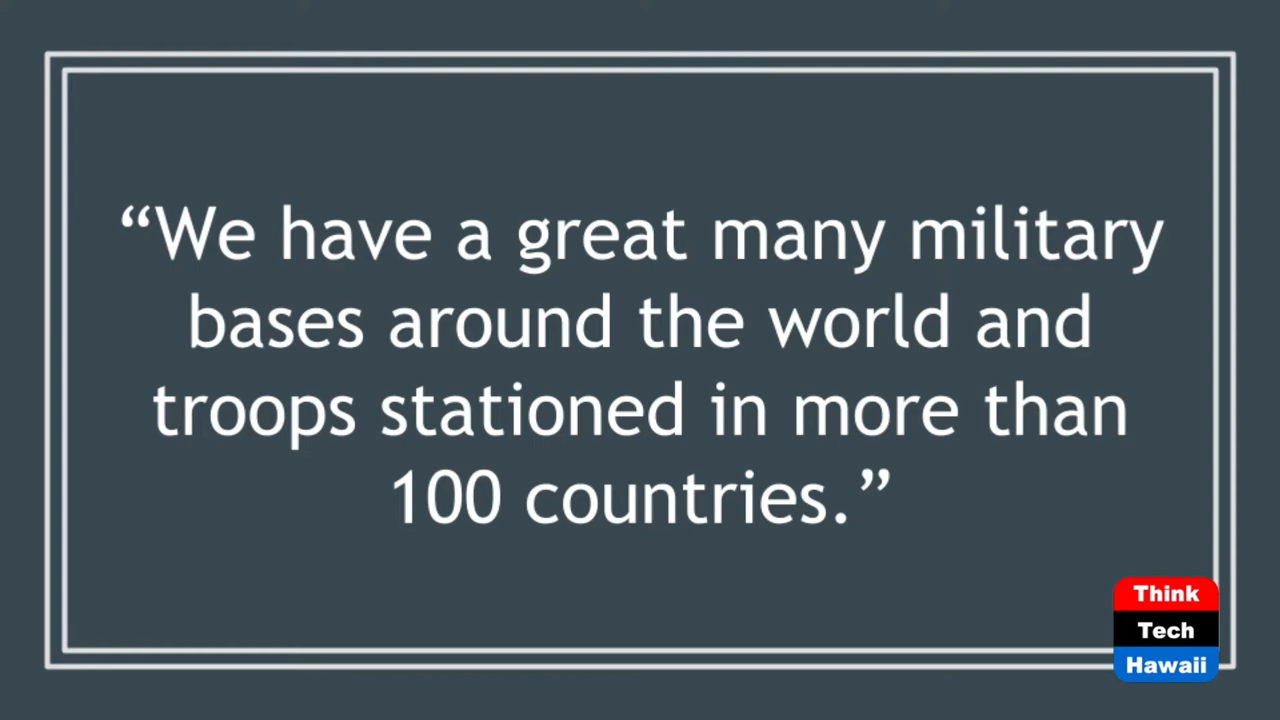 “We have a great many military
bases around the world and
troops stationed in more than
100 countries.”
Think
Tech
Hawaii